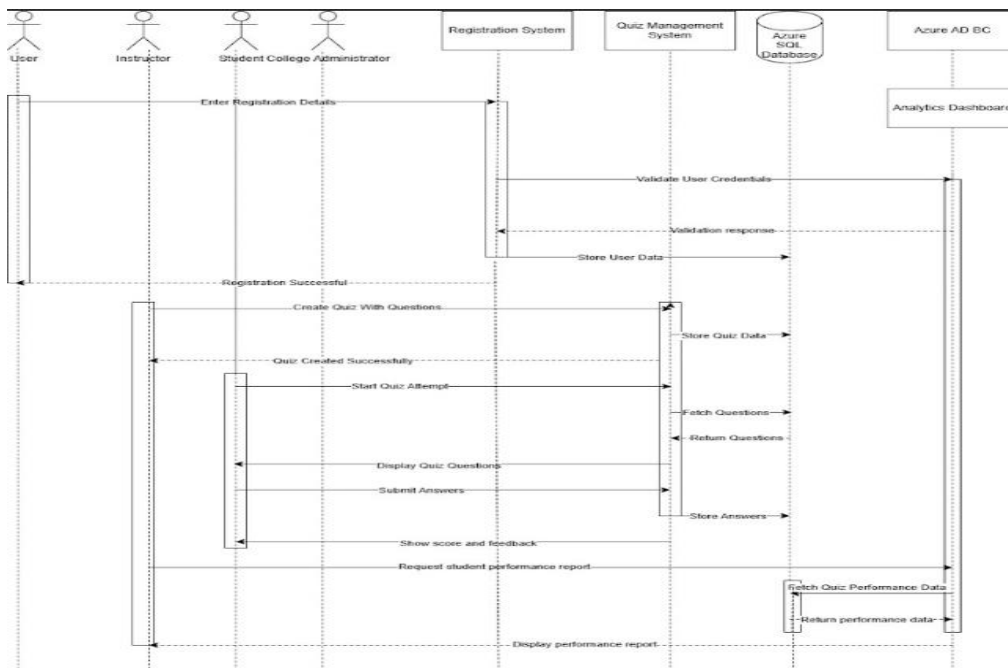 Registration System
Quiz Management
System
Azure
SQL
Database
Azure AD BC
User
Instructor
Student
College Administrator
Analytics Dashboard
Enter Registration Details
Validate User Credentials
Validation response
Store User Data
Registration Successful
Create Quiz With Questions
Store Quiz Data
Quiz Created Successfully
Start Quiz Attempt
Fetch Questions
Return Questions
Display Quiz Questions
Submit Answers
Store Answers
Show score and feedback
Request student performance report
Fetch Quiz Performance Data
Return performance data
Display performance report